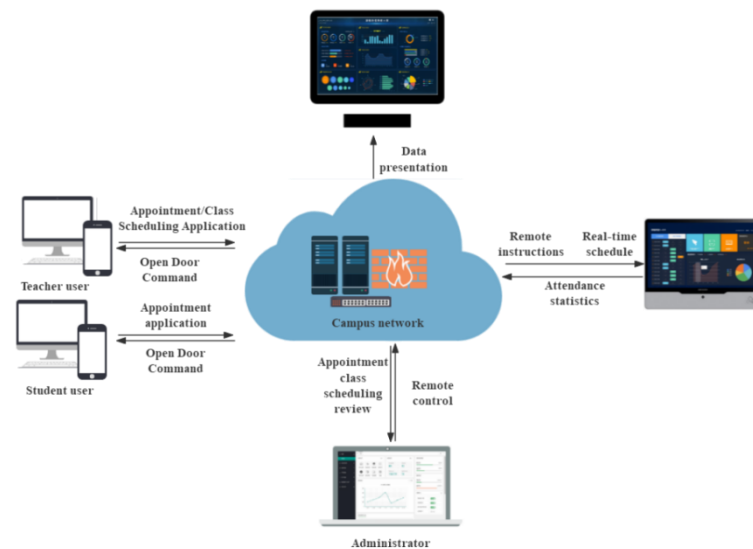 Data
presentation
Appointment/Class
Scheduling Application
Open Door
Command
Teacher user
Appointment
application
Open Door
Command
Student user
Campus network
Remote
instructions
Real-time
schedule
Attendance
statistics
Appointment
class
scheduling
review
Remote
control
Administrator